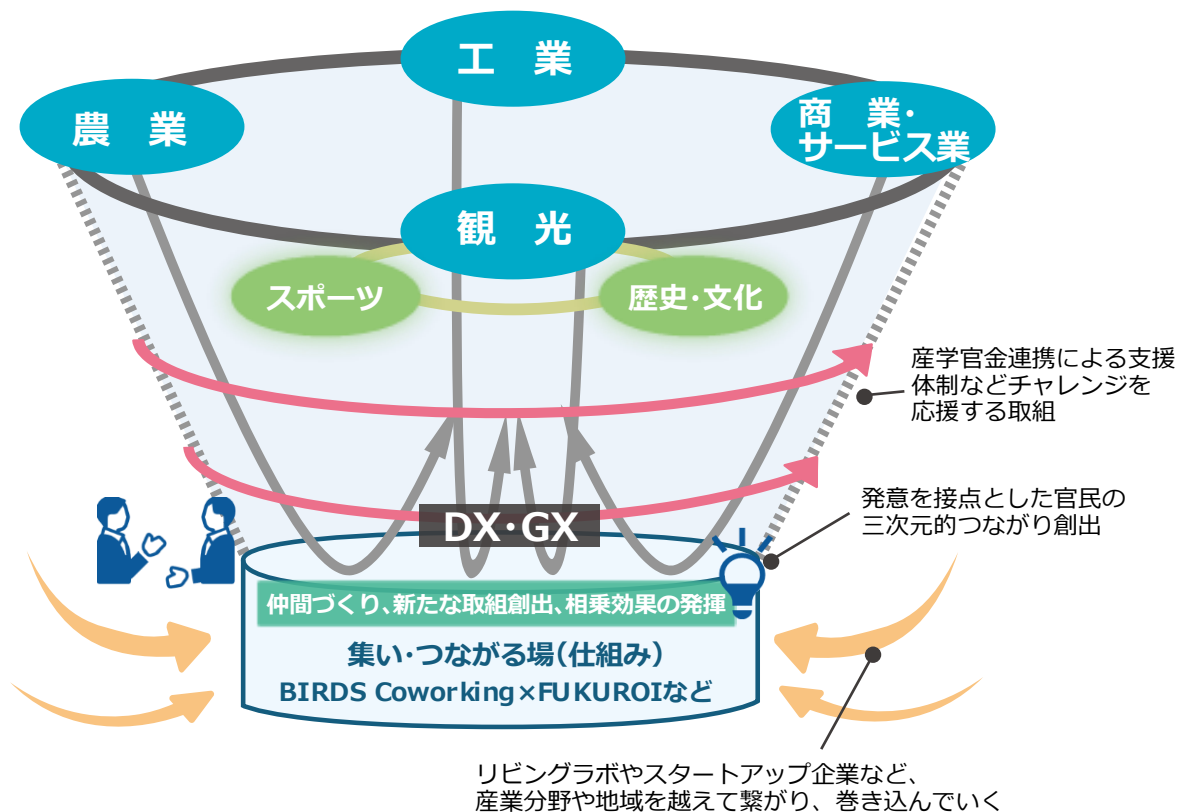 工　業
農　業
商　業・
サービス業
観　光
スポーツ
歴史・文化
産学官金連携による支援
体制などチャレンジを
応援する取組
発意を接点とした官民の
三次元的つながり創出
DX・GX
仲間づくり、新たな取組創出、相乗効果の発揮
集い・つながる場（仕組み）
BIRDS Coworking×FUKUROIなど
リビングラボやスタートアップ企業など、
産業分野や地域を越えて繋がり、巻き込んでいく